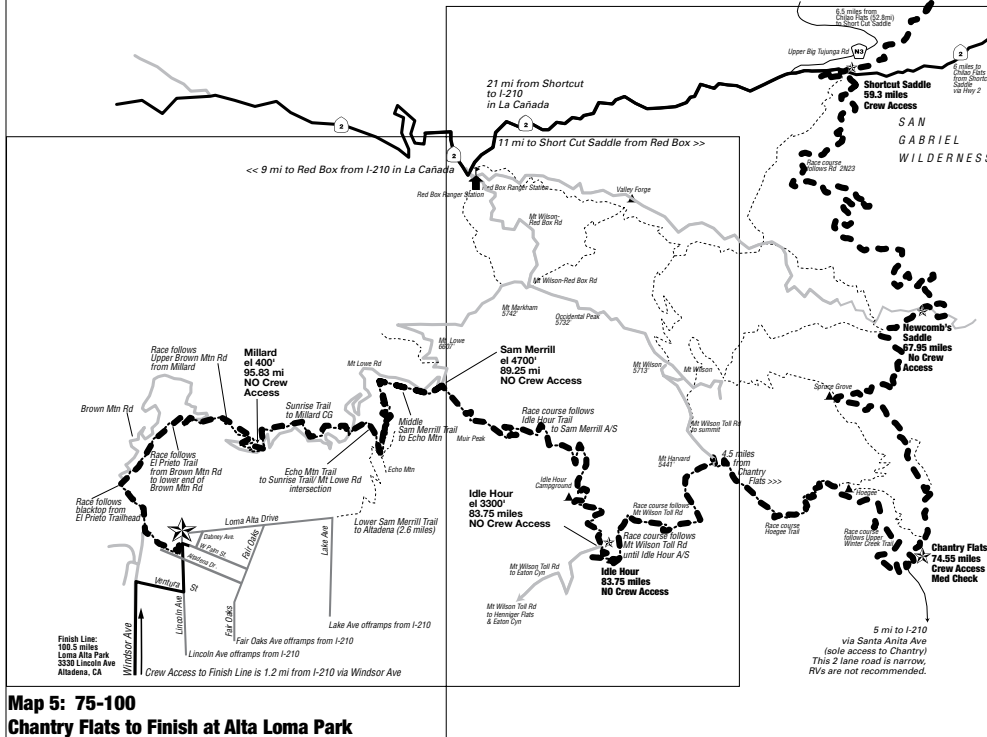 6.5 miles from
Chilao Flats (52.8mi)
to Short Cut Saddle
Upper Big Tujunga Rd
N3
2
6 miles to
Chilao Flats
from Shortcut
Saddle
via Hwy 2
Shortcut Saddle
59.3 miles
Crew Access
SAN
GABRIEL
WILDERNESS
21 mi from Shortcut
to I-210
in La Cañada
2
2
2
11 mi to Short Cut Saddle from Red Box >>
<< 9 mi to Red Box from I-210 in La Cañada
Race course
follows Rd 2N23
Red Box Ranger Station
Red Box Ranger Station
Valley Forge
Mt Wilson-
Red Box Rd
Mt Wilson-Red Box Rd
Mt Markham
5742'
Occidental Peak
5732'
Mt. Lowe
6607'
Newcomb's
Saddle
67.95 miles
No Crew
Access
Mt Wilson
5713'
Mt Wilson
Spruce Grove
Millard
el 400'
95.83 mi
NO Crew
Access
Race follows
Upper Brown Mtn Rd
from Millard
Mt Lowe Rd
Sam Merrill
el 4700'
89.25 mi
NO Crew Access
Brown Mtn Rd
Sunrise Trail
to Millard CG
Middle
Sam Merrill Trail
to Echo Mtn
Race course follows
Idle Hour Trail
to Sam Merrill A/S
Muir Peak
Mt Wilson Toll Rd
to summit
Race follows
El Prieto Trail
from Brown Mtn Rd
to lower end of
Brown Mtn Rd
Echo Mtn Trail
to Sunrise Trail/ Mt Lowe Rd
intersection
Echo Mtn
Mt Harvard
5441'
4.5 miles
from
Chantry
Flats >>>
Idle Hour
Campground
Race follows
blacktop from
El Prieto Trailhead
Idle Hour
el 3300'
83.75 miles
NO Crew Access
Race course follows
Mt Wilson Toll Rd
Hoegee
Race course
Hoegee Trail
Race course
follows Upper
Winter Creek Trail
Loma Alta Drive
Lower Sam Merrill Trail
to Altadena (2.6 miles)
Race course follows
Mt Wilson Toll Rd
until Idle Hour A/S
Chantry Flats
74.55 miles
Crew Access
Med Check
Dabney Ave.
W Palm St.
Altadena Dr.
Fair Oaks
Lake Ave
Mt Wilson Toll Rd
to Eaton Cyn
Idle Hour
83.75 miles
NO Crew Access
Ventura St
Lincoln Ave
Fair Oaks
Mt Wilson Toll Rd
to Henniger Flats
& Eaton Cyn
Lake Ave offramps from I-210
Fair Oaks Ave offramps from I-210
Lincoln Ave offramps from I-210
Windsor Ave
Finish Line:
100.5 miles
Loma Alta Park
3330 Lincoln Ave
Altadena, CA
Crew Access to Finish Line is 1.2 mi from I-210 via Windsor Ave
5 mi to I-210
via Santa Anita Ave
(sole access to Chantry)
This 2 lane road is narrow,
RVs are not recommended.
Map 5: 75-100
Chantry Flats to Finish at Alta Loma Park